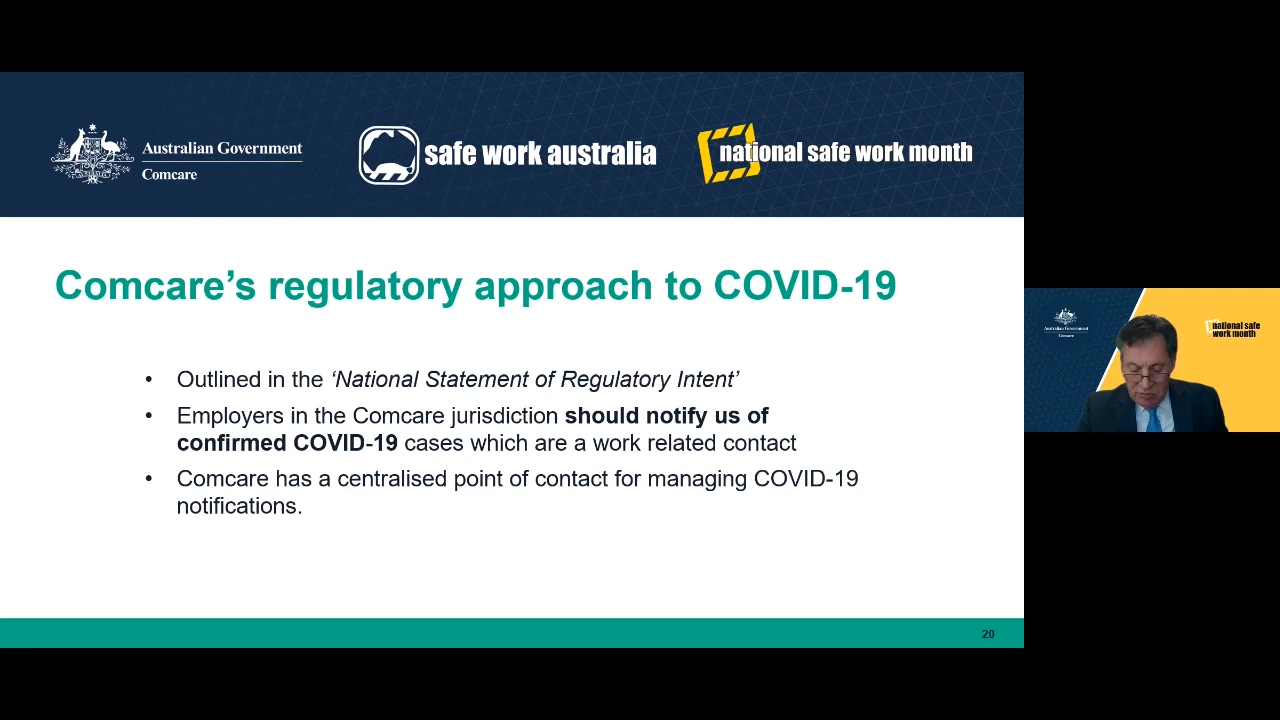 Australian Government
Comcare
safe work australia
national safe work month
Comcare’s regulatory approach to COVID-19
• Outlined in the ‘National Statement of Regulatory Intent’
• Employers in the Comcare jurisdiction should notify us of
confirmed COVID-19 cases which are a work related contact
• Comcare has a centralised point of contact for managing COVID-19
notifications.
20
Australian Government
Comcare
national safe
work month